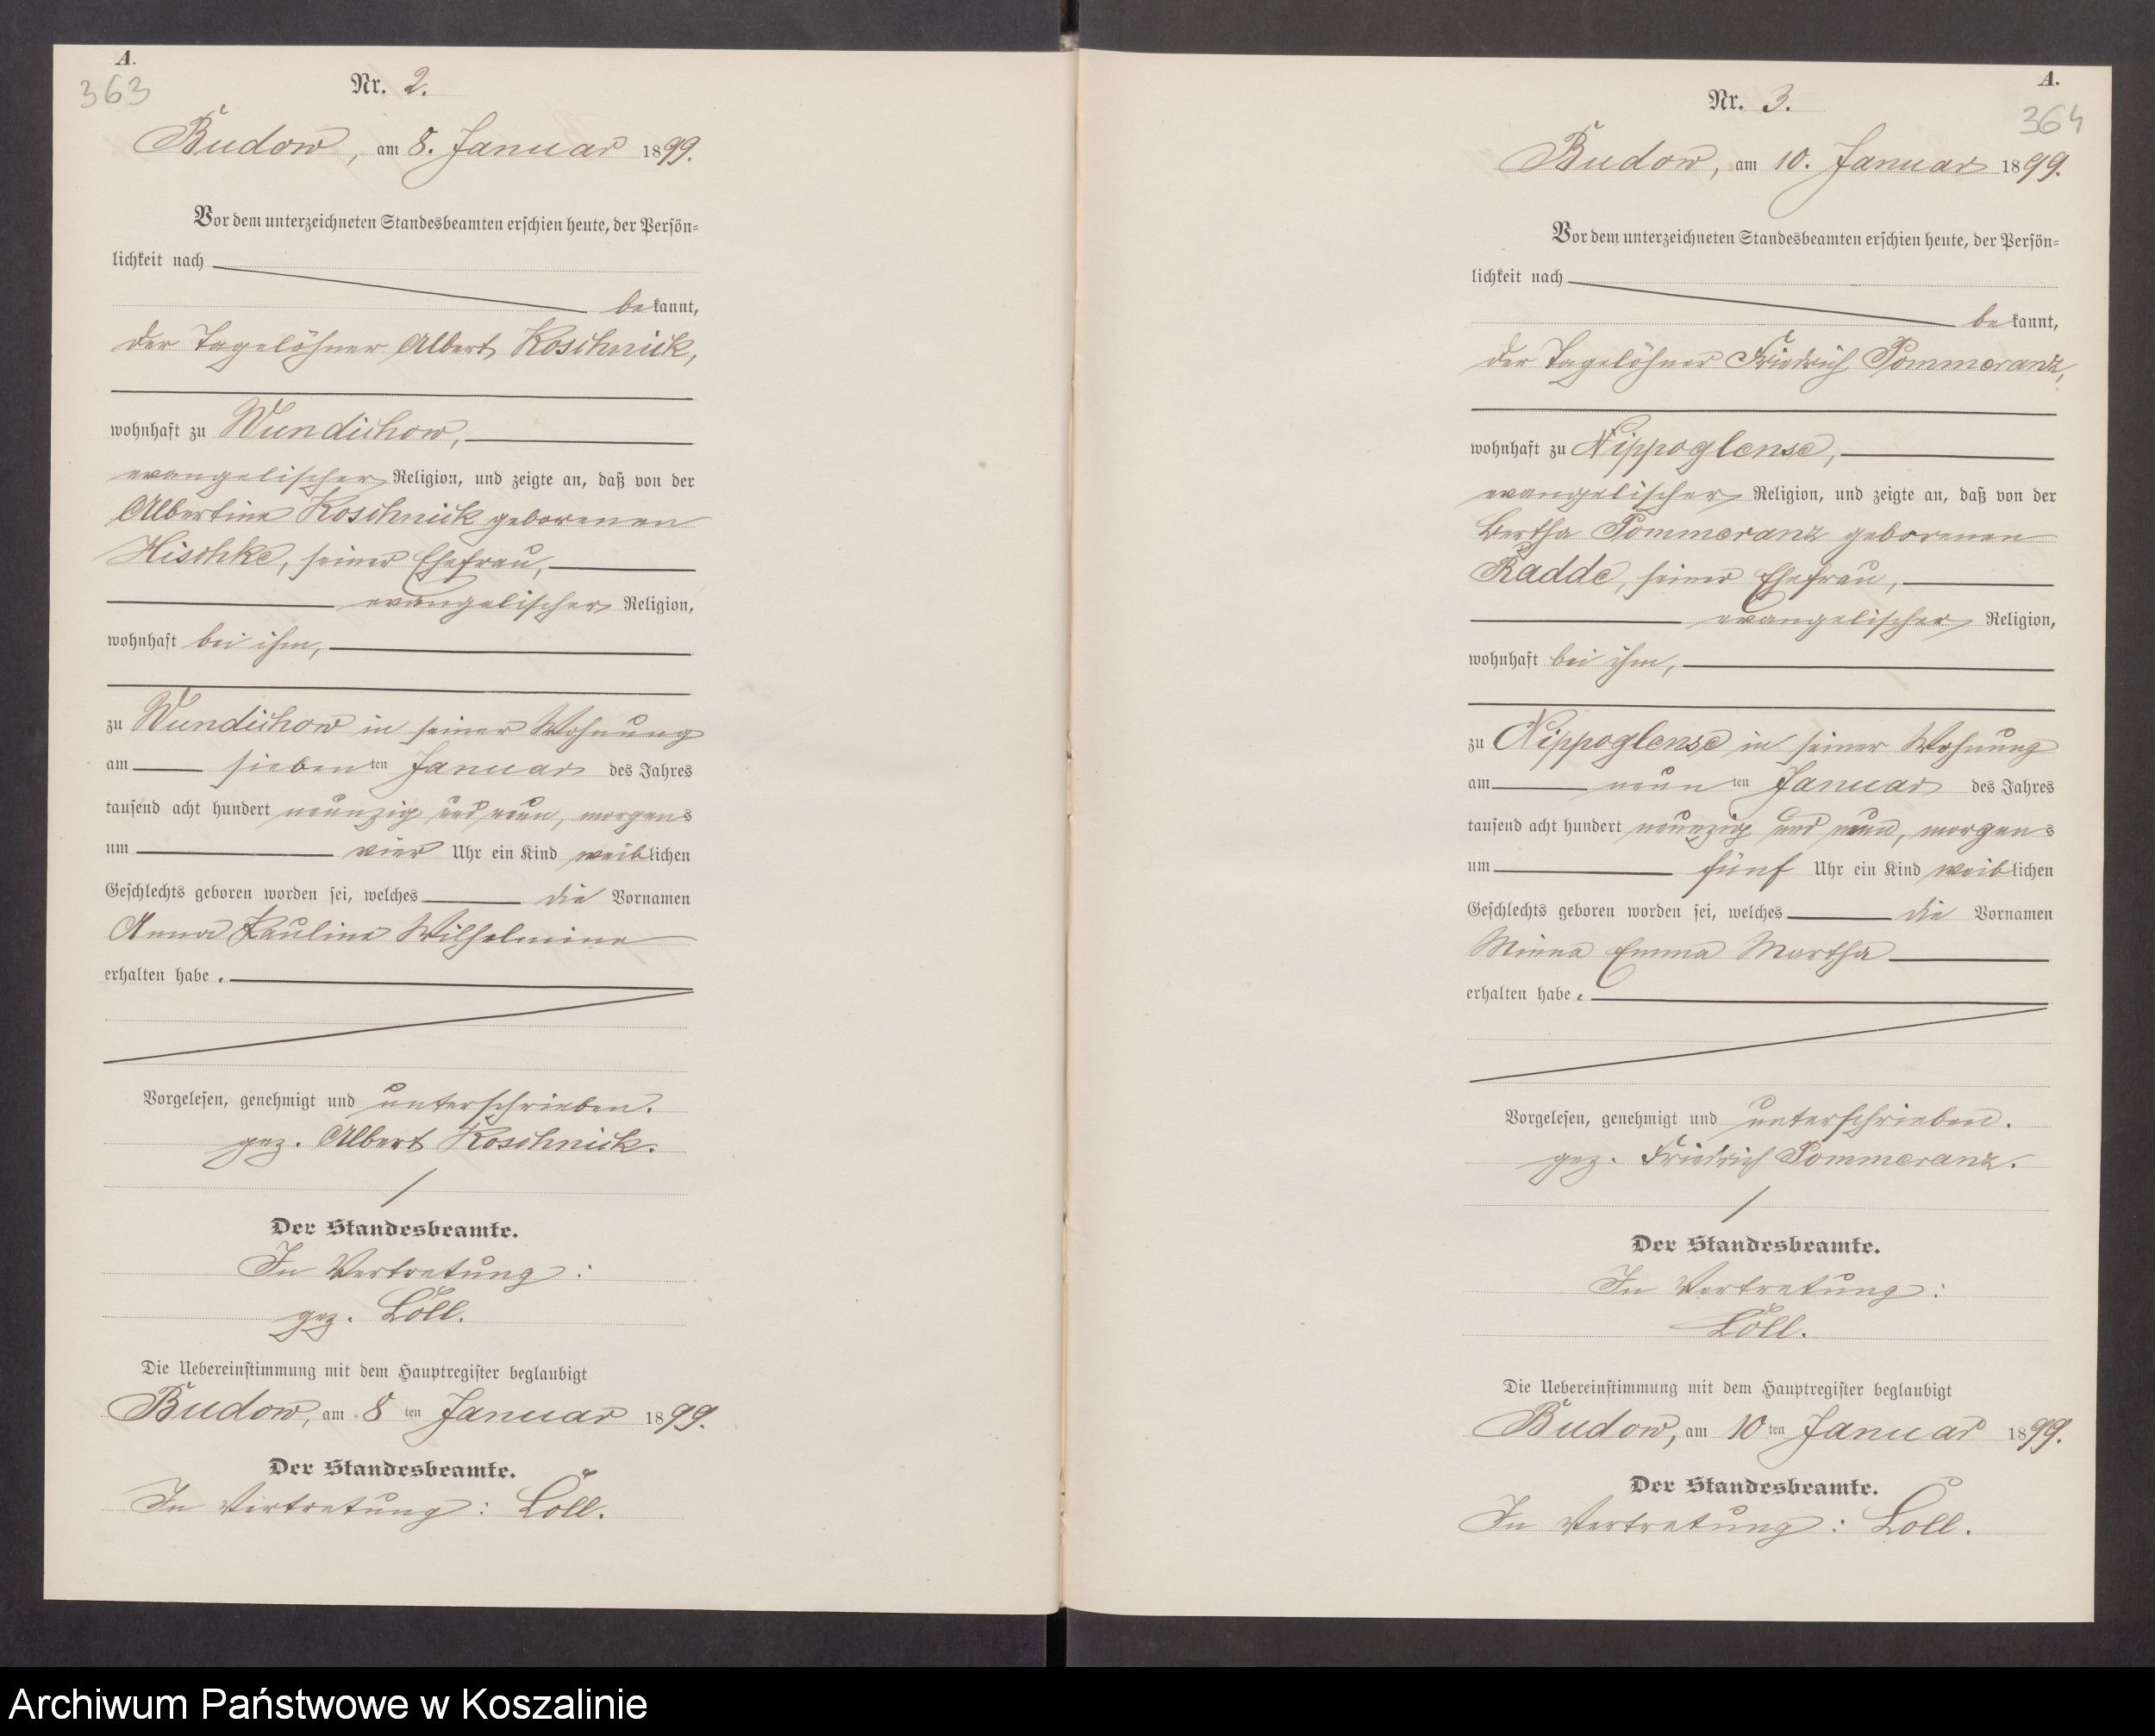 A.
363
Nr. 2.
Budow, am 8. Januar 1899.
Vor dem unterzeichneten Standesbeamten erschien heute, der Persön-
lichkeit nach
bekannt,
der Tagelöhner Albert Koschnick,
wohnhaft zu Wundichow,
evangelischer Religion, und zeigte an, daß von der
Albertine Koschnick geborenen
Hischke, seiner Ehefrau,
evangelischer Religion,
wohnhaft bei ihm,
zu Wundichow in seiner Wohnung
am siebenten Januar des Jahres
tausend acht hundert neunzig und neun, morgens
um vier Uhr ein Kind weiblichen
Geschlechts geboren worden sei, welches die Vornamen
Anna Pauline Wilhelmine
erhalten habe.
Vorgelesen, genehmigt und unterschrieben.
gez. Albert Koschnick.
Der Standesbeamte.
In Vertretung:
gez. Löll.
Die Uebereinstimmung mit dem Hauptregister beglaubigt
Budow, am 8ten Januar 1899.
Der Standesbeamte.
In Vertretung: Löll.
A.
364
Nr. 3.
Budow, am 10. Januar 1899.
Vor dem unterzeichneten Standesbeamten erschien heute, der Persön-
lichkeit nach
bekannt,
der Tagelöhner Friedrich Pommeranz,
wohnhaft zu Nippoglense,
evangelischer Religion, und zeigte an, daß von der
Bertha Pommeranz geborenen
Radde, seiner Ehefrau,
evangelischer Religion,
wohnhaft bei ihm,
zu Nippoglense in seiner Wohnung
am neunten Januar des Jahres
tausend acht hundert neunzig und neun, morgens
um fünf Uhr ein Kind weiblichen
Geschlechts geboren worden sei, welches die Vornamen
Minna Emma Martha
erhalten habe.
Vorgelesen, genehmigt und unterschrieben.
gez. Friedrich Pommeranz.
Der Standesbeamte.
In Vertretung:
Löll.
Die Uebereinstimmung mit dem Hauptregister beglaubigt
Budow, am 10ten Januar 1899.
Der Standesbeamte.
In Vertretung: Löll.
Archiwum Państwowe w Koszalinie